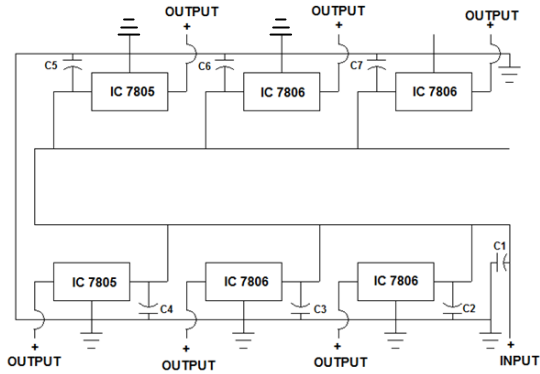 OUTPUT
+
OUTPUT
+
OUTPUT
+
C5
C6
C7
IC 7805
IC 7806
IC 7806
C1
IC 7805
IC 7806
IC 7806
C4
C3
C2
+
OUTPUT
+
OUTPUT
+
OUTPUT
+
INPUT